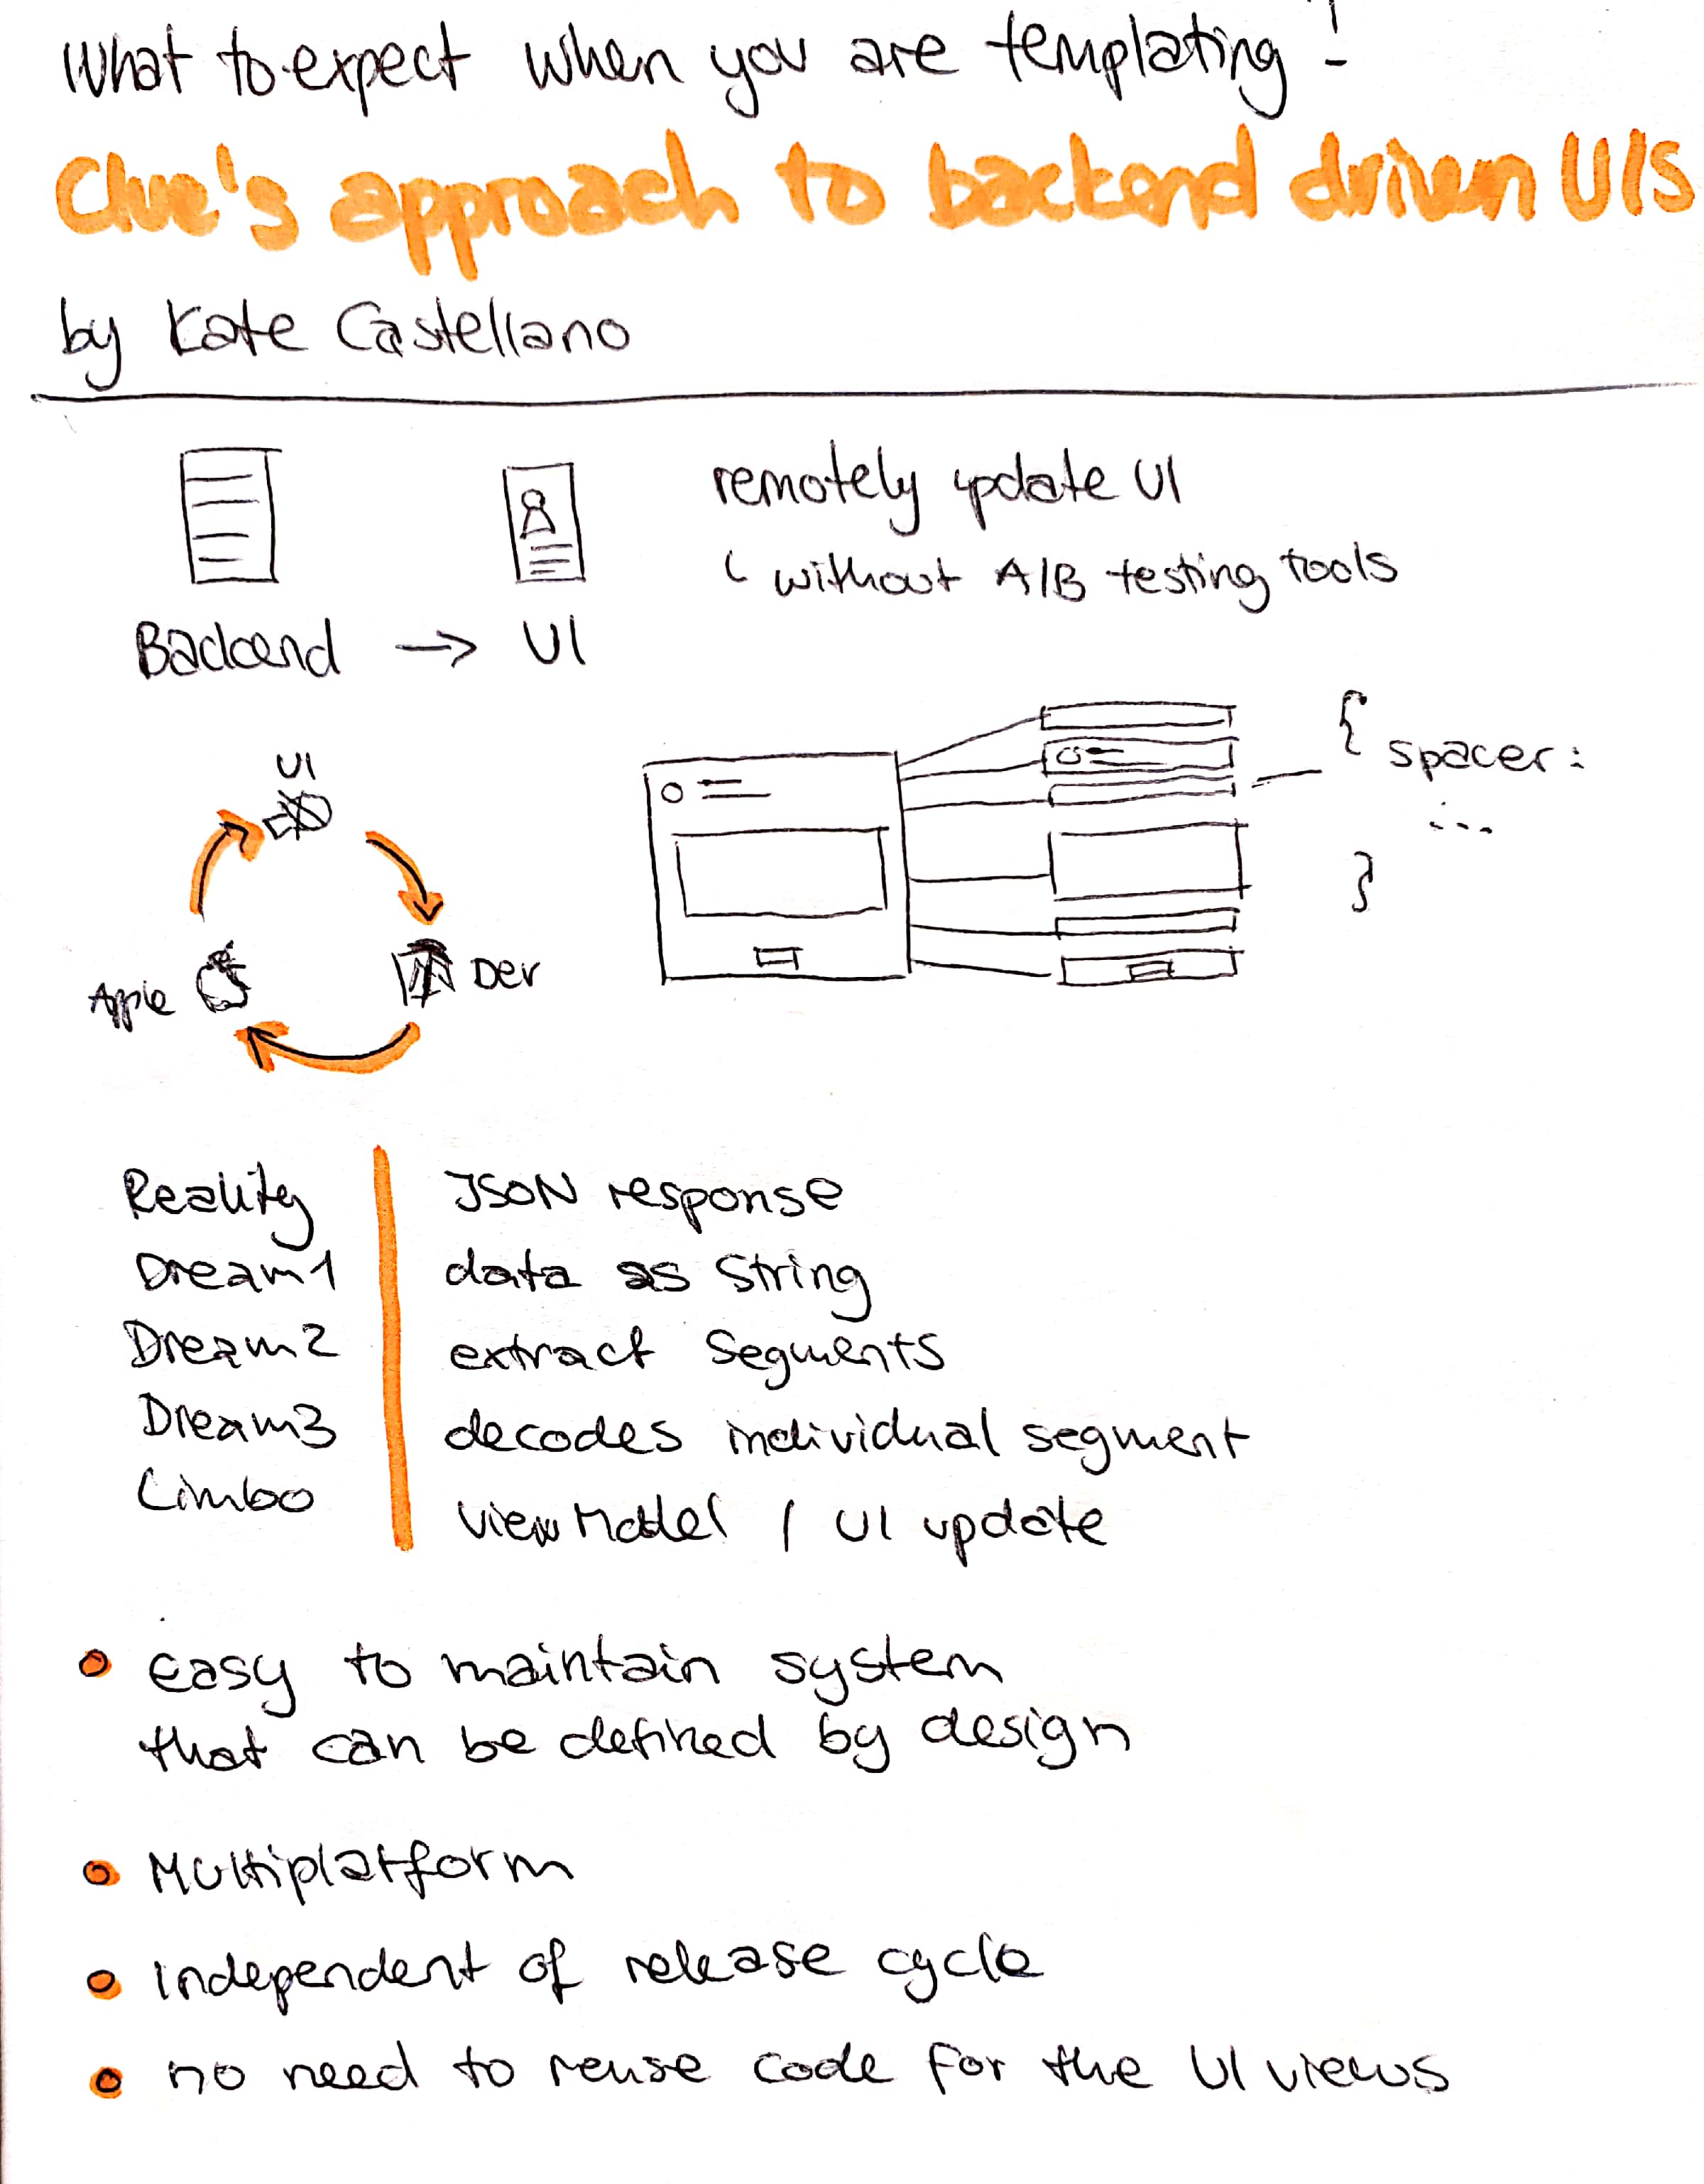 What to expect when you are templating!
Clue's approach to backend driven UIs
by Kate Castellano
remotely update UI
without A/B testing tools
Backend → UI
UI
Dev
Apple
{
spacer:
...
}
Reality JSON response
Dream1 data as String
Dream2 extract Segments
Dream3 decodes individual segment
Limbo ViewModel / UI update
• easy to maintain system
that can be defined by design
• Multiplatform
• independent of release cycle
• no need to reuse code for the UI views